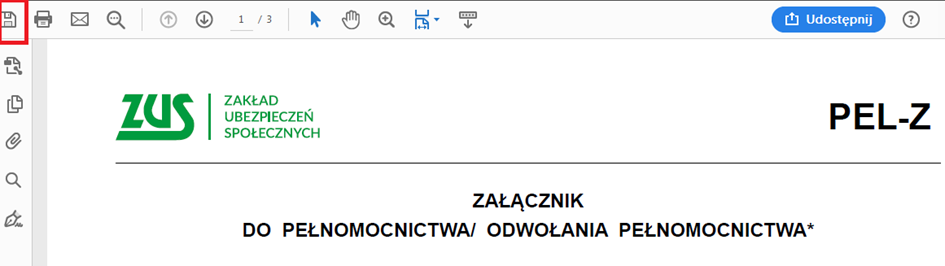 1 / 3 Udostępnij
ZUS ZAKŁAD
UBEZPIECZEŃ
SPOŁECZNYCH
PEL-Z
ZAŁĄCZNIK
DO PEŁNOMOCNICTWA/ ODWOŁANIA PEŁNOMOCNICTWA*